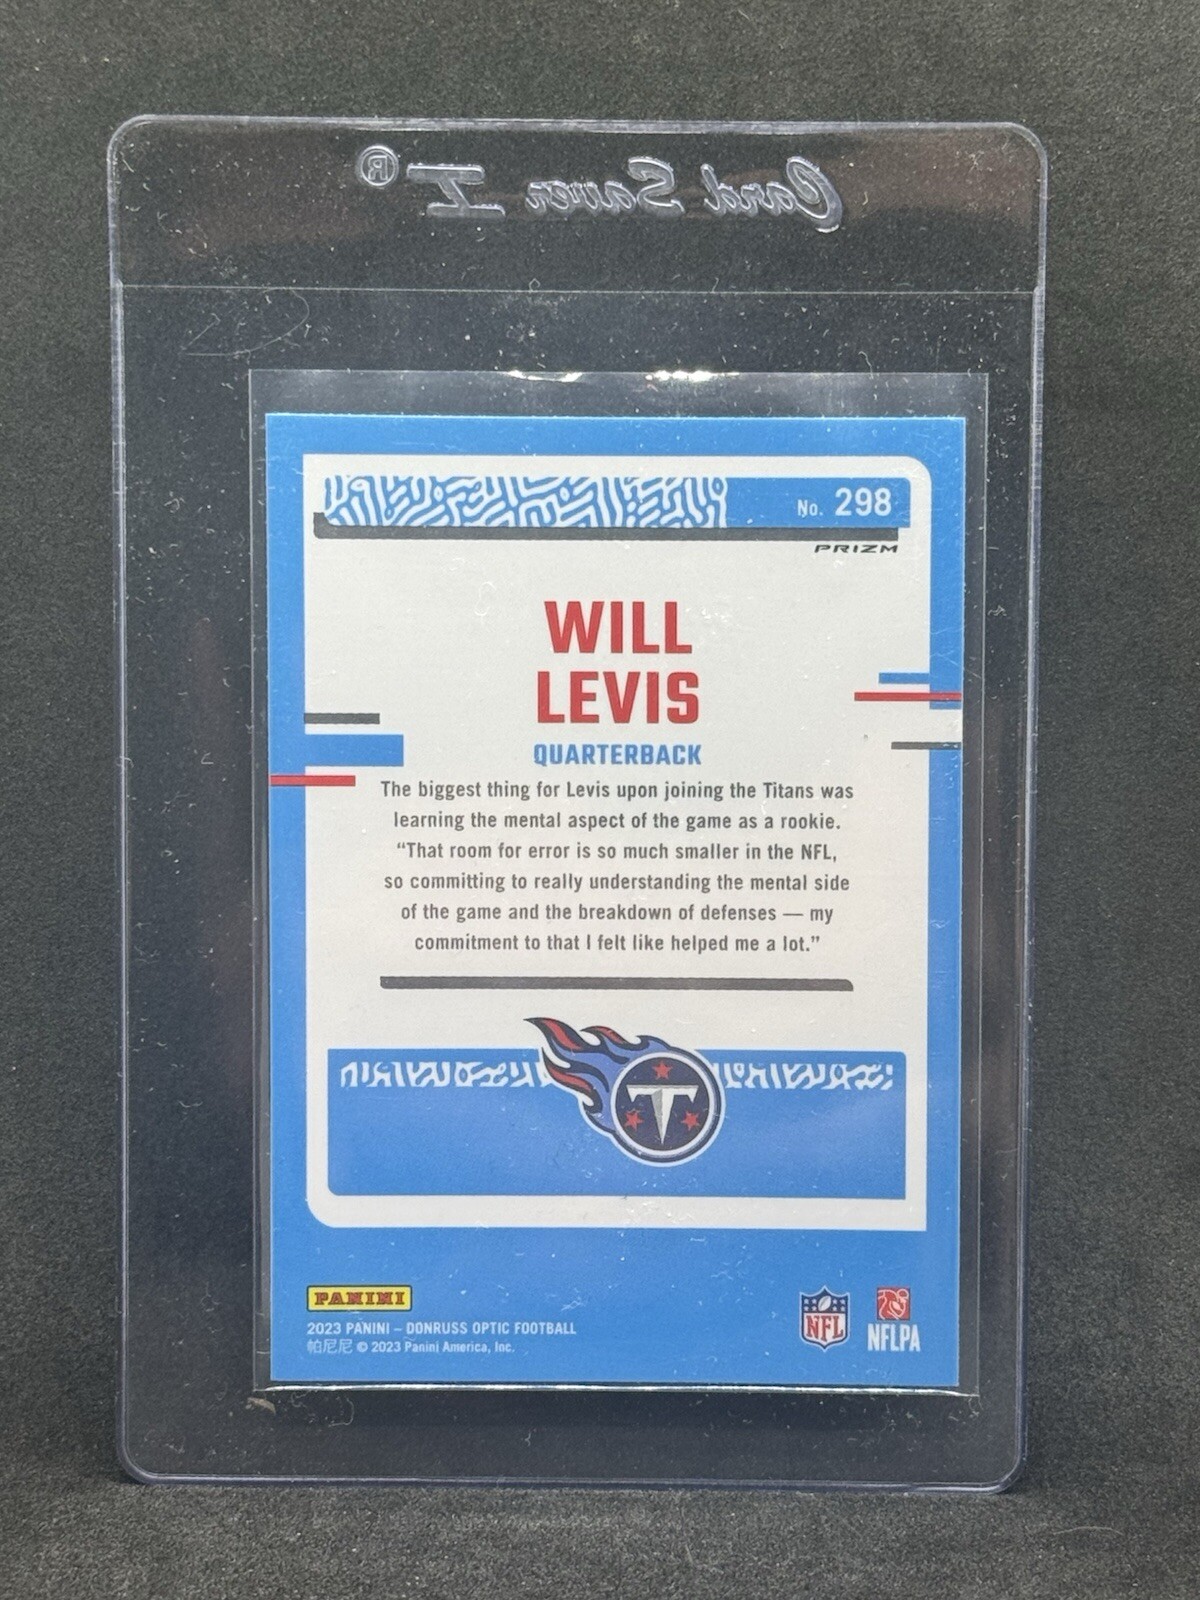 Card Saver I®
No. 298
PRIZM
WILL
LEVIS
QUARTERBACK
The biggest thing for Levis upon joining the Titans was
learning the mental aspect of the game as a rookie.
“That room for error is so much smaller in the NFL,
so committing to really understanding the mental side
of the game and the breakdown of defenses — my
commitment to that I felt like helped me a lot.”
T
PANINI
2023 PANINI – DONRUSS OPTIC FOOTBALL
帕尼尼 © 2023 Panini America, Inc.
NFL
NFLPA